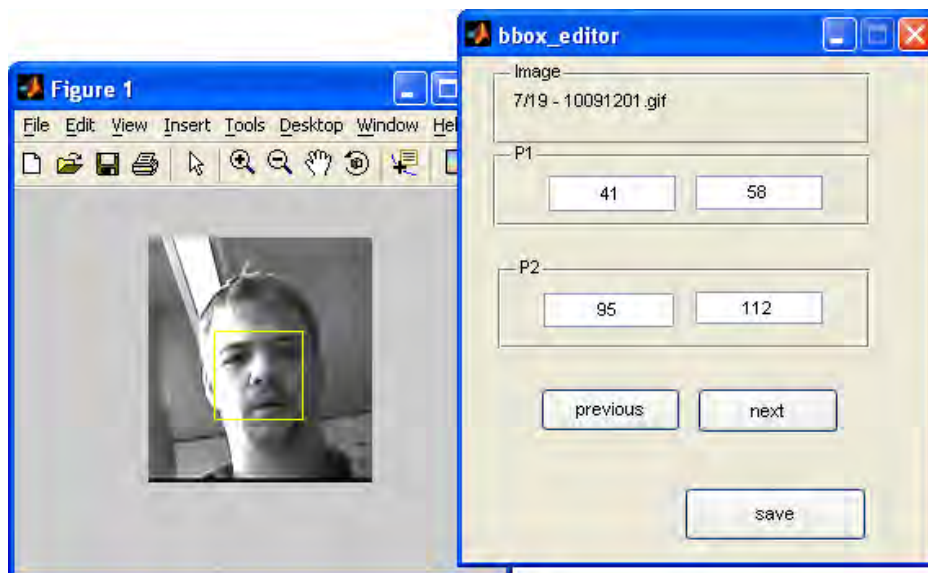 Figure 1
File Edit View Insert Tools Desktop Window Hel
bbox_editor
Image
7/19 - 10091201.gif
P1
41 58
P2
95 112
previous next
save